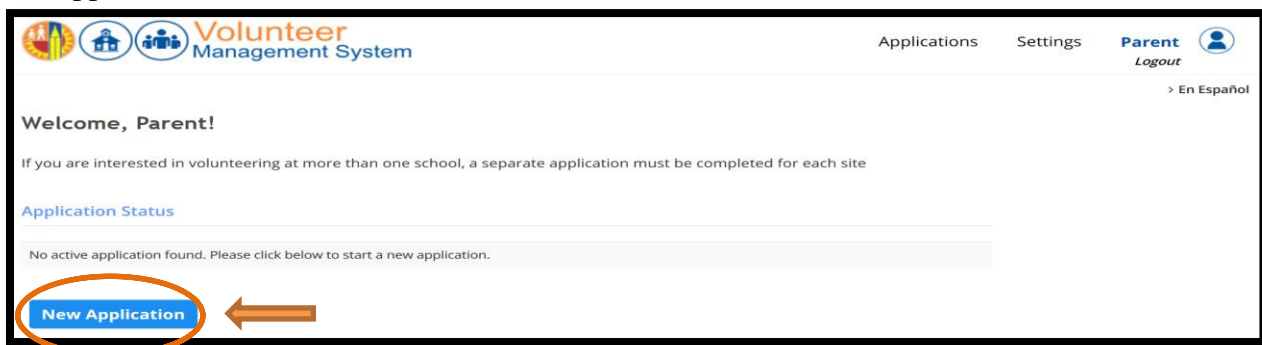 Volunteer
Management System
Applications Settings Parent
Logout
> En Español
Welcome, Parent!
If you are interested in volunteering at more than one school, a separate application must be completed for each site
Application Status
No active application found. Please click below to start a new application.
New Application